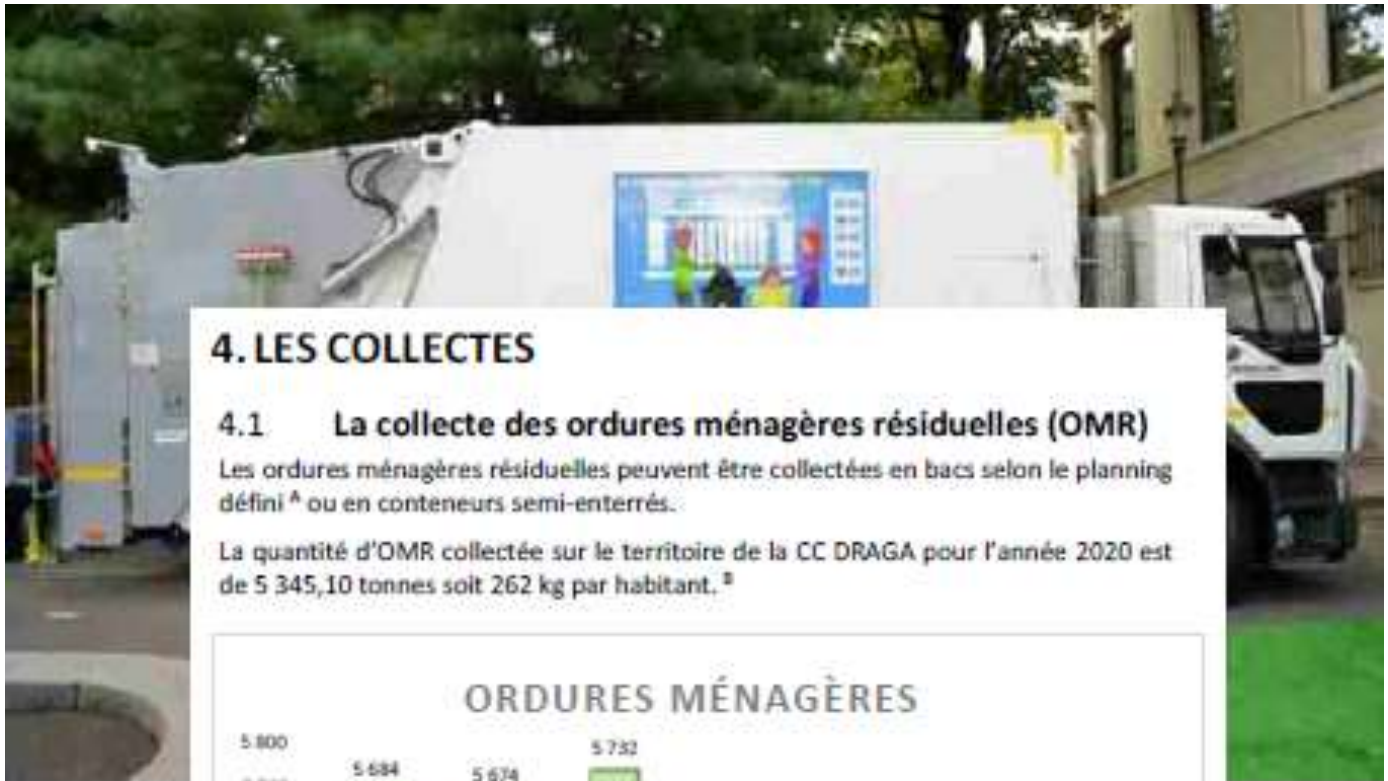 4. LES COLLECTES
4.1 La collecte des ordures ménagères résiduelles (OMR)
Les ordures ménagères résiduelles peuvent être collectées en bacs selon le planning
défini ᴬ ou en conteneurs semi-enterrés.
La quantité d'OMR collectée sur le territoire de la CC DRAGA pour l'année 2020 est
de 5 345,10 tonnes soit 262 kg par habitant. ᴮ
ORDURES MÉNAGÈRES
5 800
5 732
5 684
5 674